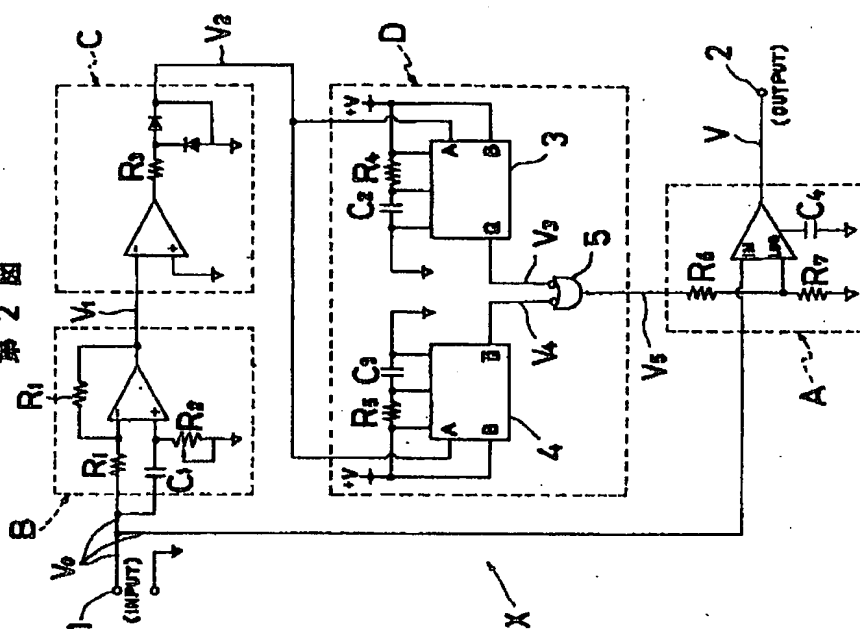 第 2 図
1
(INPUT)
V₀
B
R₁
R₁
C₁
R₂
−
+
V₁
C
−
+
R₃
V₂
D
+V
R₅
C₃
A
B
Q̅
4
V₄
+V
R₄
C₂
A
B
Q̅
3
V₃
5
V₅
X
A
R₆
R₇
IN
C₄
V
2
(OUTPUT)